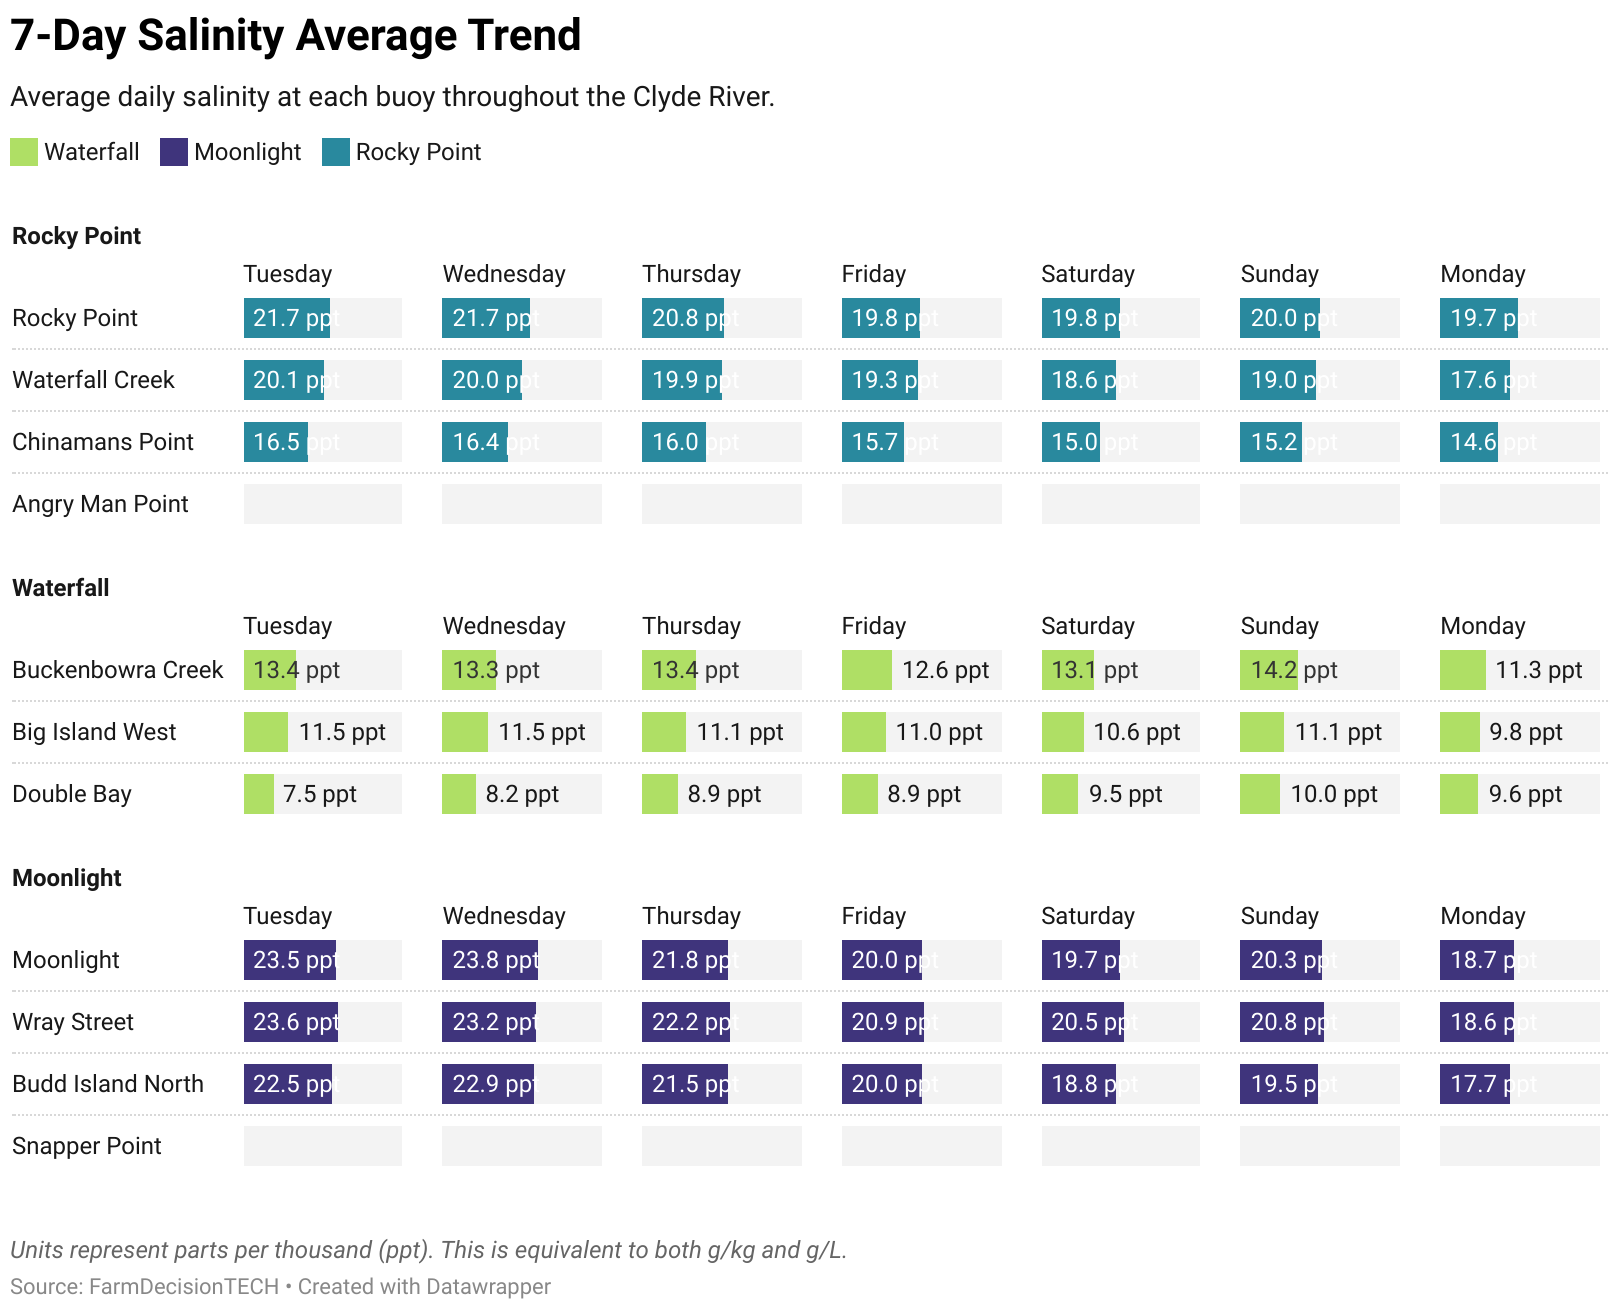 7-Day Salinity Average Trend
Average daily salinity at each buoy throughout the Clyde River.
Waterfall Moonlight Rocky Point
Rocky Point
Tuesday Wednesday Thursday Friday Saturday Sunday Monday
Rocky Point 21.7 ppt 21.7 ppt 20.8 ppt 19.8 ppt 19.8 ppt 20.0 ppt 19.7 ppt
Waterfall Creek 20.1 ppt 20.0 ppt 19.9 ppt 19.3 ppt 18.6 ppt 19.0 ppt 17.6 ppt
Chinamans Point 16.5 ppt 16.4 ppt 16.0 ppt 15.7 ppt 15.0 ppt 15.2 ppt 14.6 ppt
Angry Man Point
Waterfall
Tuesday Wednesday Thursday Friday Saturday Sunday Monday
Buckenbowra Creek 13.4 ppt 13.3 ppt 13.4 ppt 12.6 ppt 13.1 ppt 14.2 ppt 11.3 ppt
Big Island West 11.5 ppt 11.5 ppt 11.1 ppt 11.0 ppt 10.6 ppt 11.1 ppt 9.8 ppt
Double Bay 7.5 ppt 8.2 ppt 8.9 ppt 8.9 ppt 9.5 ppt 10.0 ppt 9.6 ppt
Moonlight
Tuesday Wednesday Thursday Friday Saturday Sunday Monday
Moonlight 23.5 ppt 23.8 ppt 21.8 ppt 20.0 ppt 19.7 ppt 20.3 ppt 18.7 ppt
Wray Street 23.6 ppt 23.2 ppt 22.2 ppt 20.9 ppt 20.5 ppt 20.8 ppt 18.6 ppt
Budd Island North 22.5 ppt 22.9 ppt 21.5 ppt 20.0 ppt 18.8 ppt 19.5 ppt 17.7 ppt
Snapper Point
Units represent parts per thousand (ppt). This is equivalent to both g/kg and g/L.
Source: FarmDecisionTECH • Created with Datawrapper